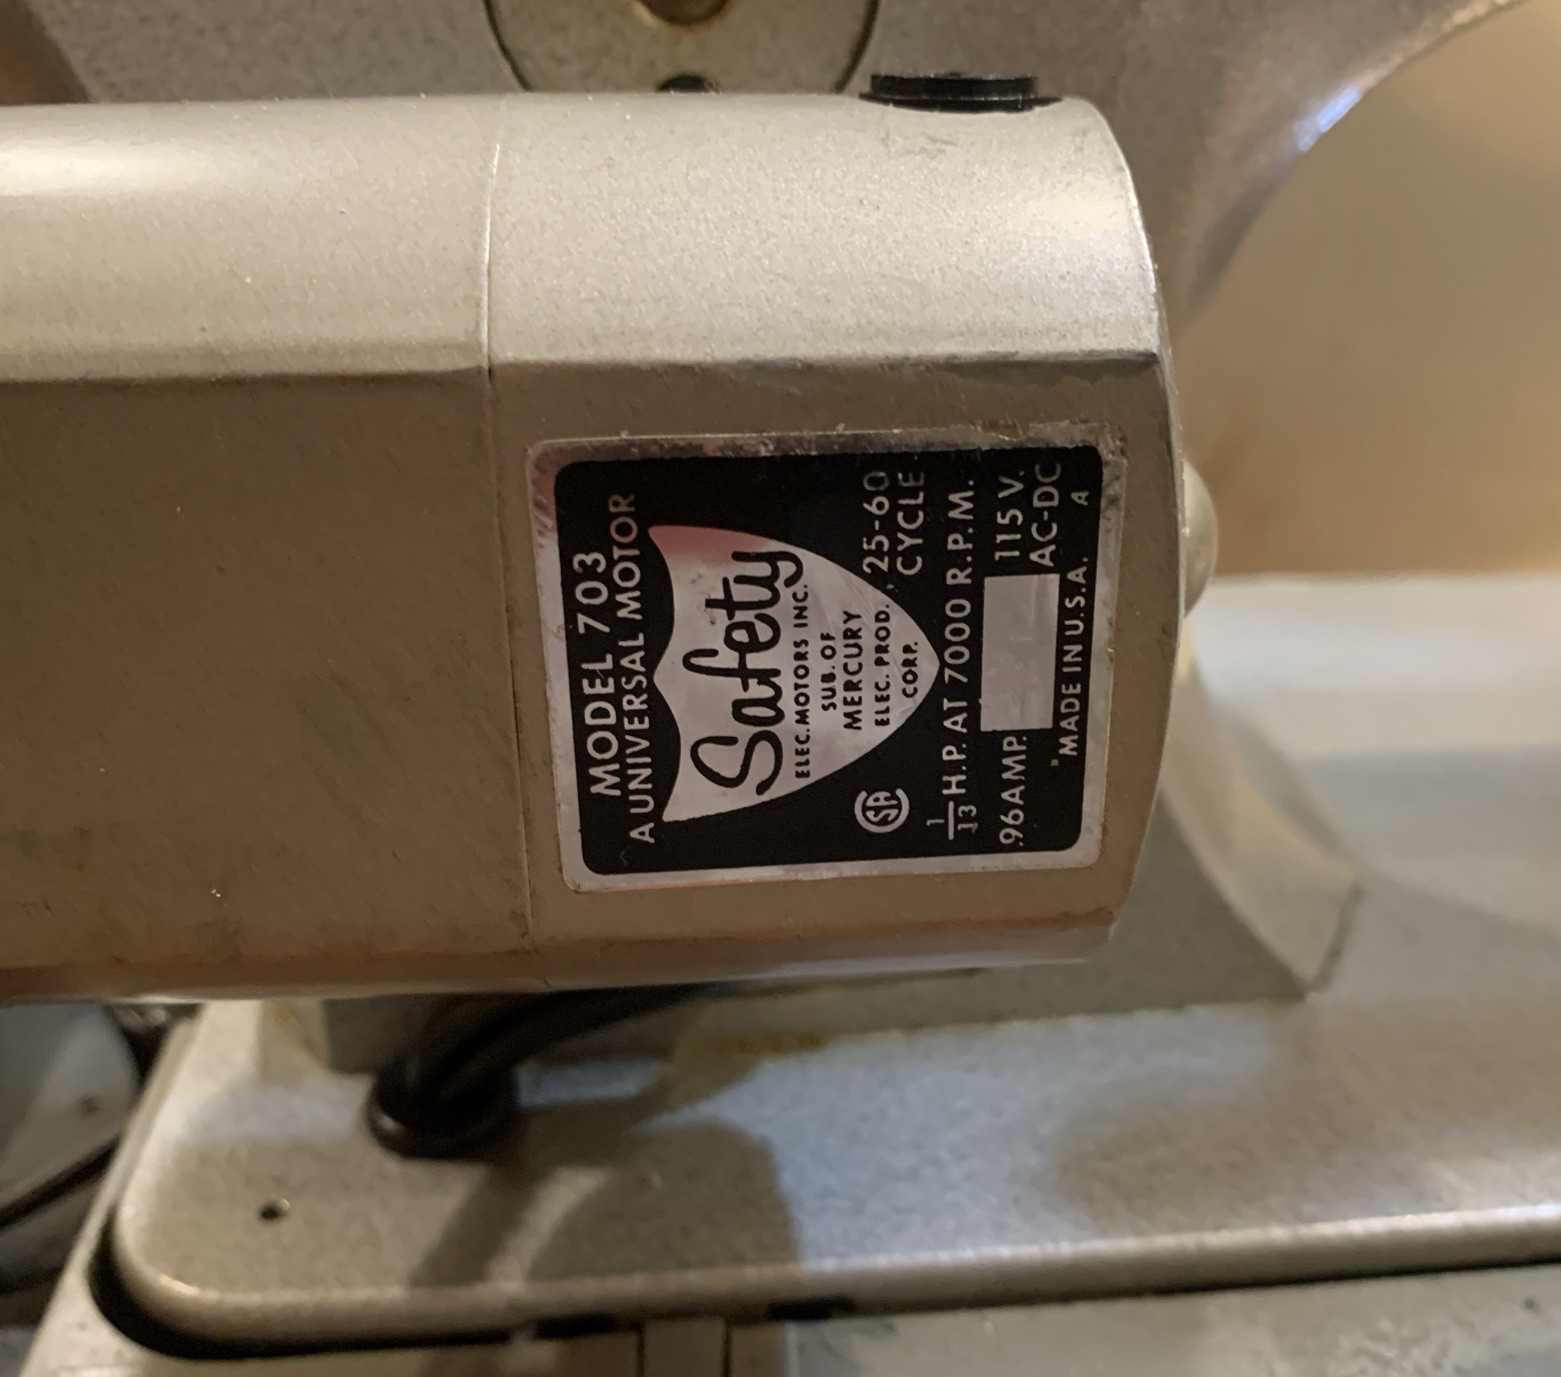 MODEL 703
A UNIVERSAL MOTOR
Safety
ELEC. MOTORS INC.
SUB. OF
MERCURY
ELEC. PROD.
CORP.
SA
25-60
CYCLE
1/13 H.P. AT 7000 R.P.M.
.96 AMP. 115 V.
AC-DC
MADE IN U.S.A. A